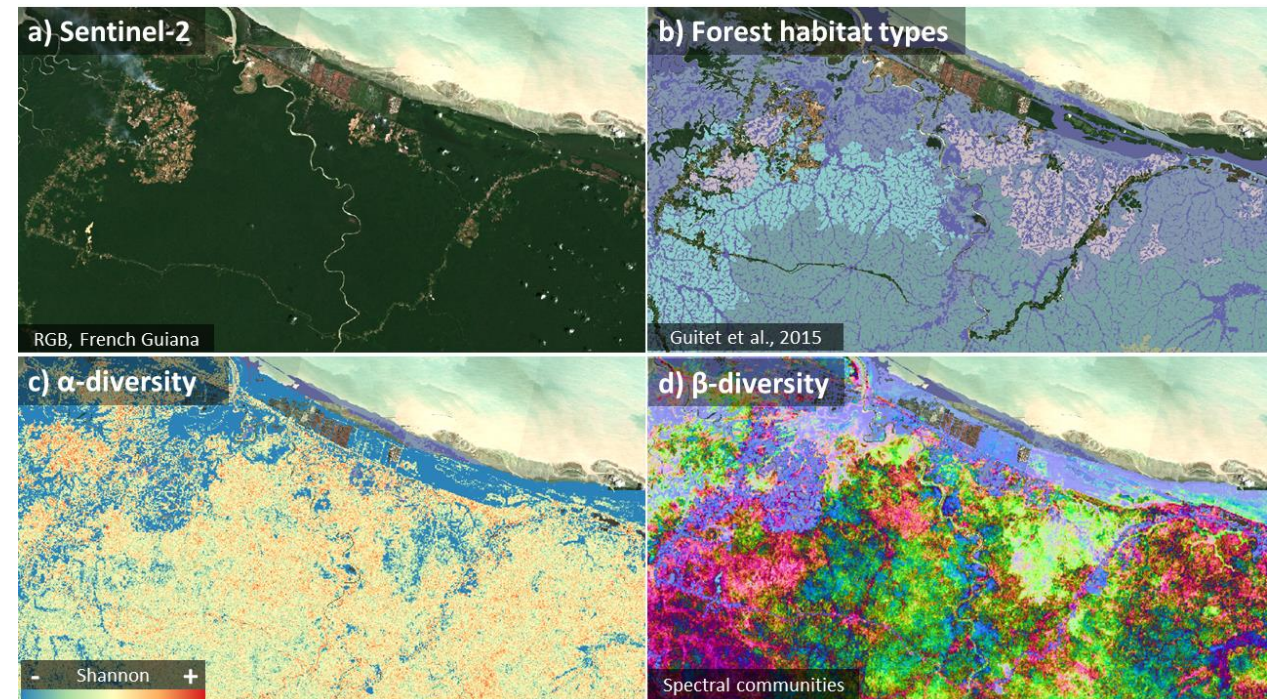 a) Sentinel-2
RGB, French Guiana
b) Forest habitat types
Guitet et al., 2015
c) α-diversity
- Shannon +
d) β-diversity
Spectral communities